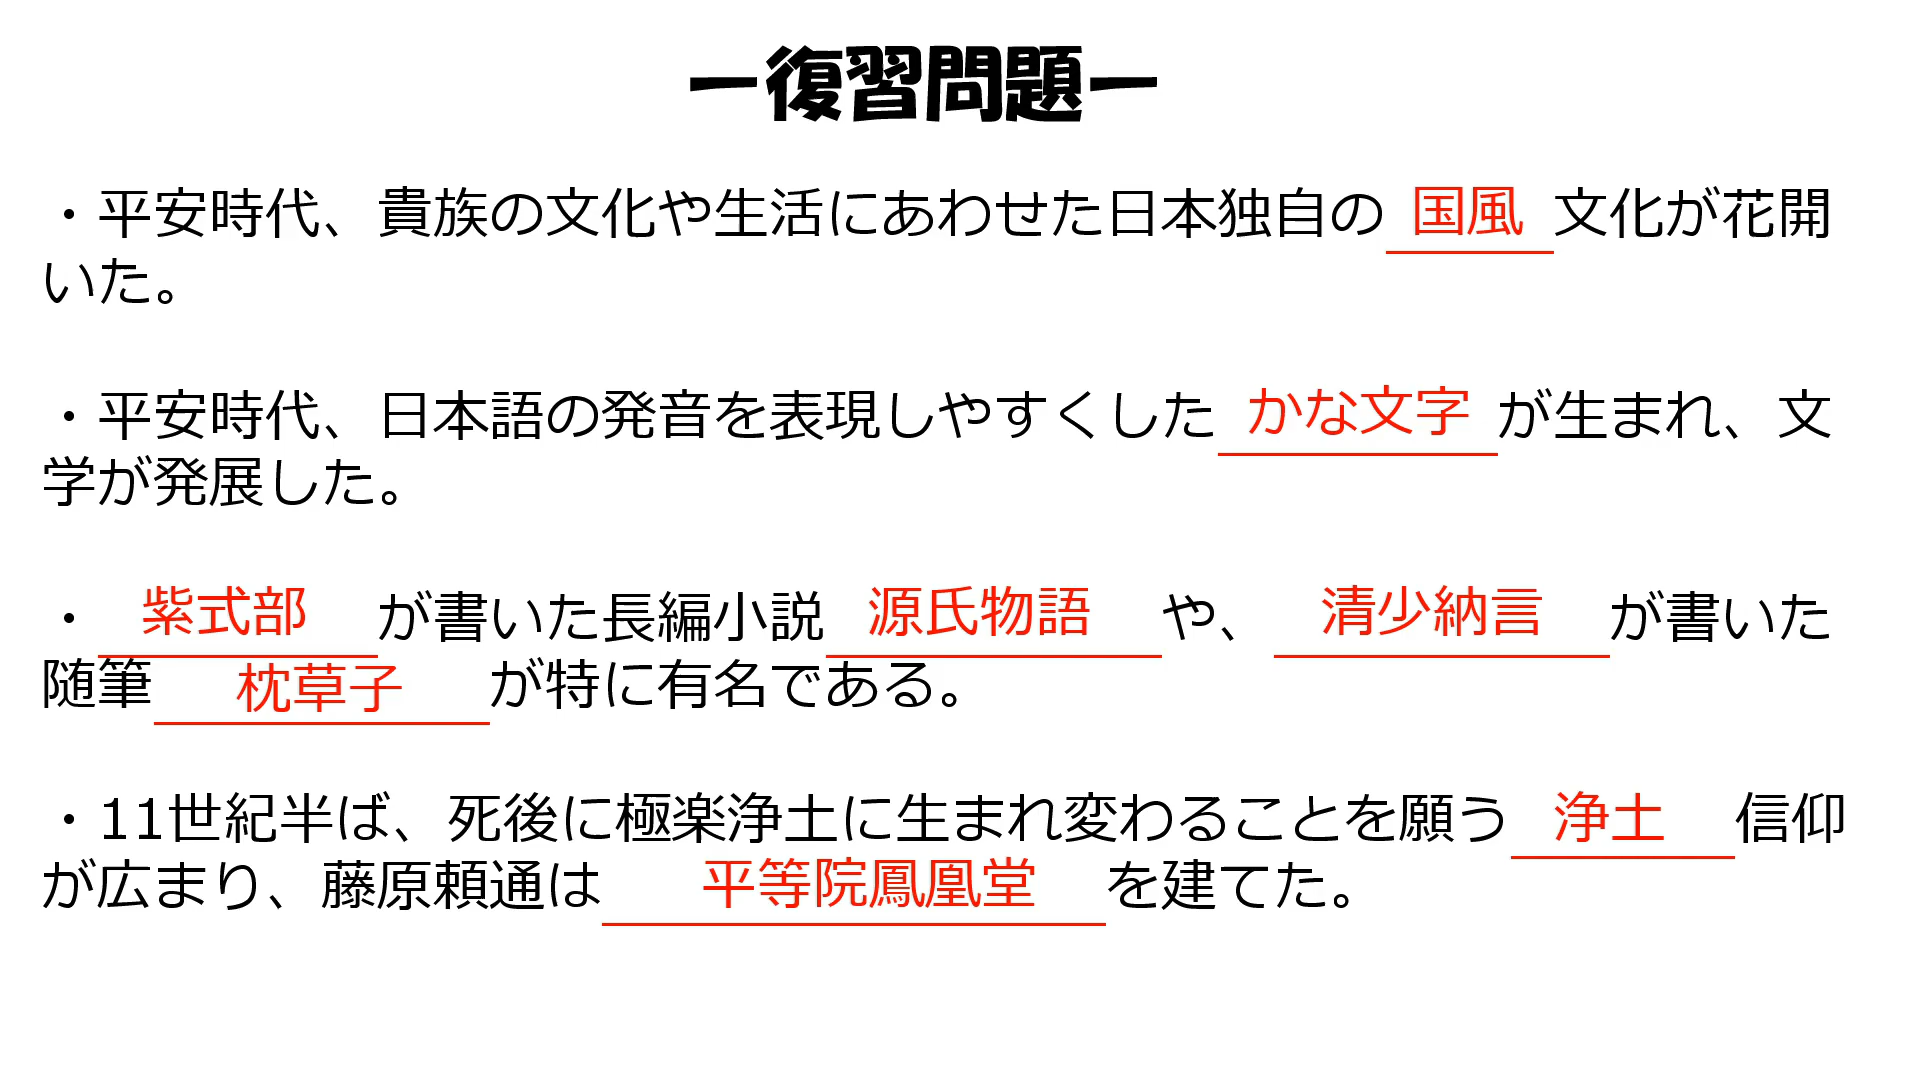 ー復習問題ー
・平安時代、貴族の文化や生活にあわせた日本独自の国風文化が花開
いた。
・平安時代、日本語の発音を表現しやすくしたかな文字が生まれ、文
学が発展した。
・紫式部が書いた長編小説源氏物語や、清少納言が書いた
随筆枕草子が特に有名である。
・11世紀半ば、死後に極楽浄土に生まれ変わることを願う浄土信仰
が広まり、藤原頼通は平等院鳳凰堂を建てた。